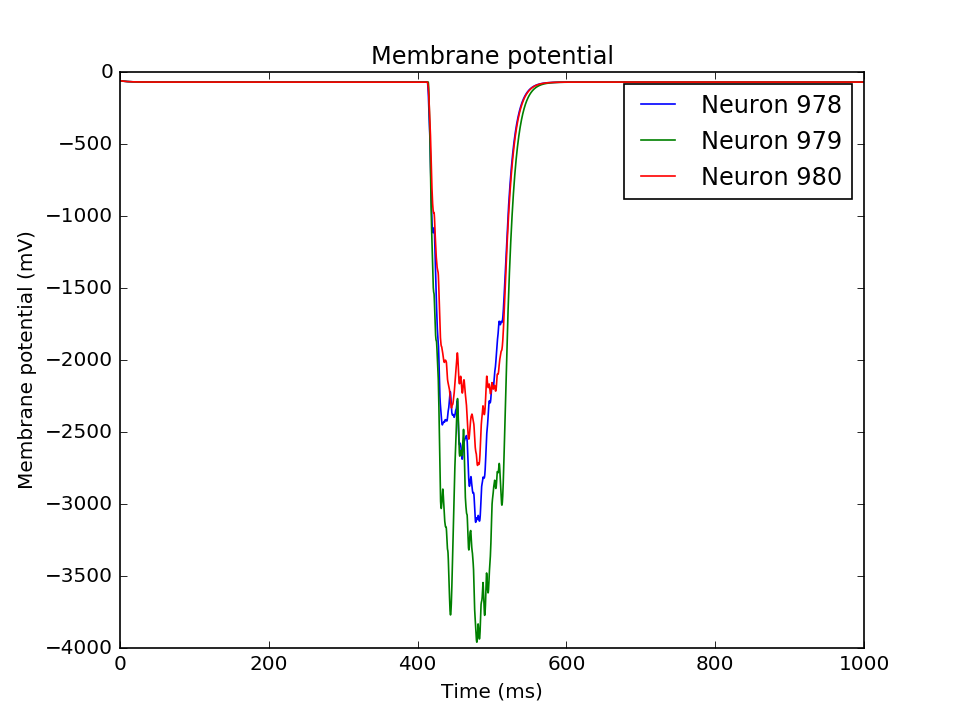 Membrane potential
0
−500
−1000
−1500
−2000
−2500
−3000
−3500
−4000
Membrane potential (mV)
Neuron 978
Neuron 979
Neuron 980
0 200 400 600 800 1000
Time (ms)